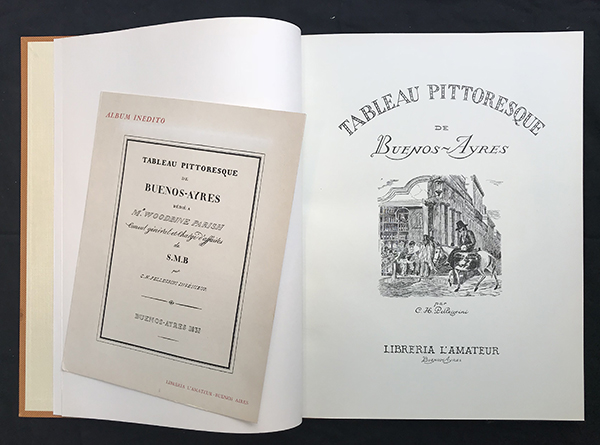 ALBUM INEDITO
TABLEAU PITTORESQUE
DE
BUENOS-AYRES
DÉDIÉ A
Mr. WOODBINE PARISH
Consul général et chargé d'affaires
de
S.M.B
par
C.H. PELLEGRINI INGENIEUR.
BUENOS-AYRES 1831
LIBRERIA L'AMATEUR BUENOS AIRES
TABLEAU PITTORESQUE
DE
BUENOS-AYRES
par
C. H. Pellegrini
LIBRERIA L'AMATEUR
Buenos Aires